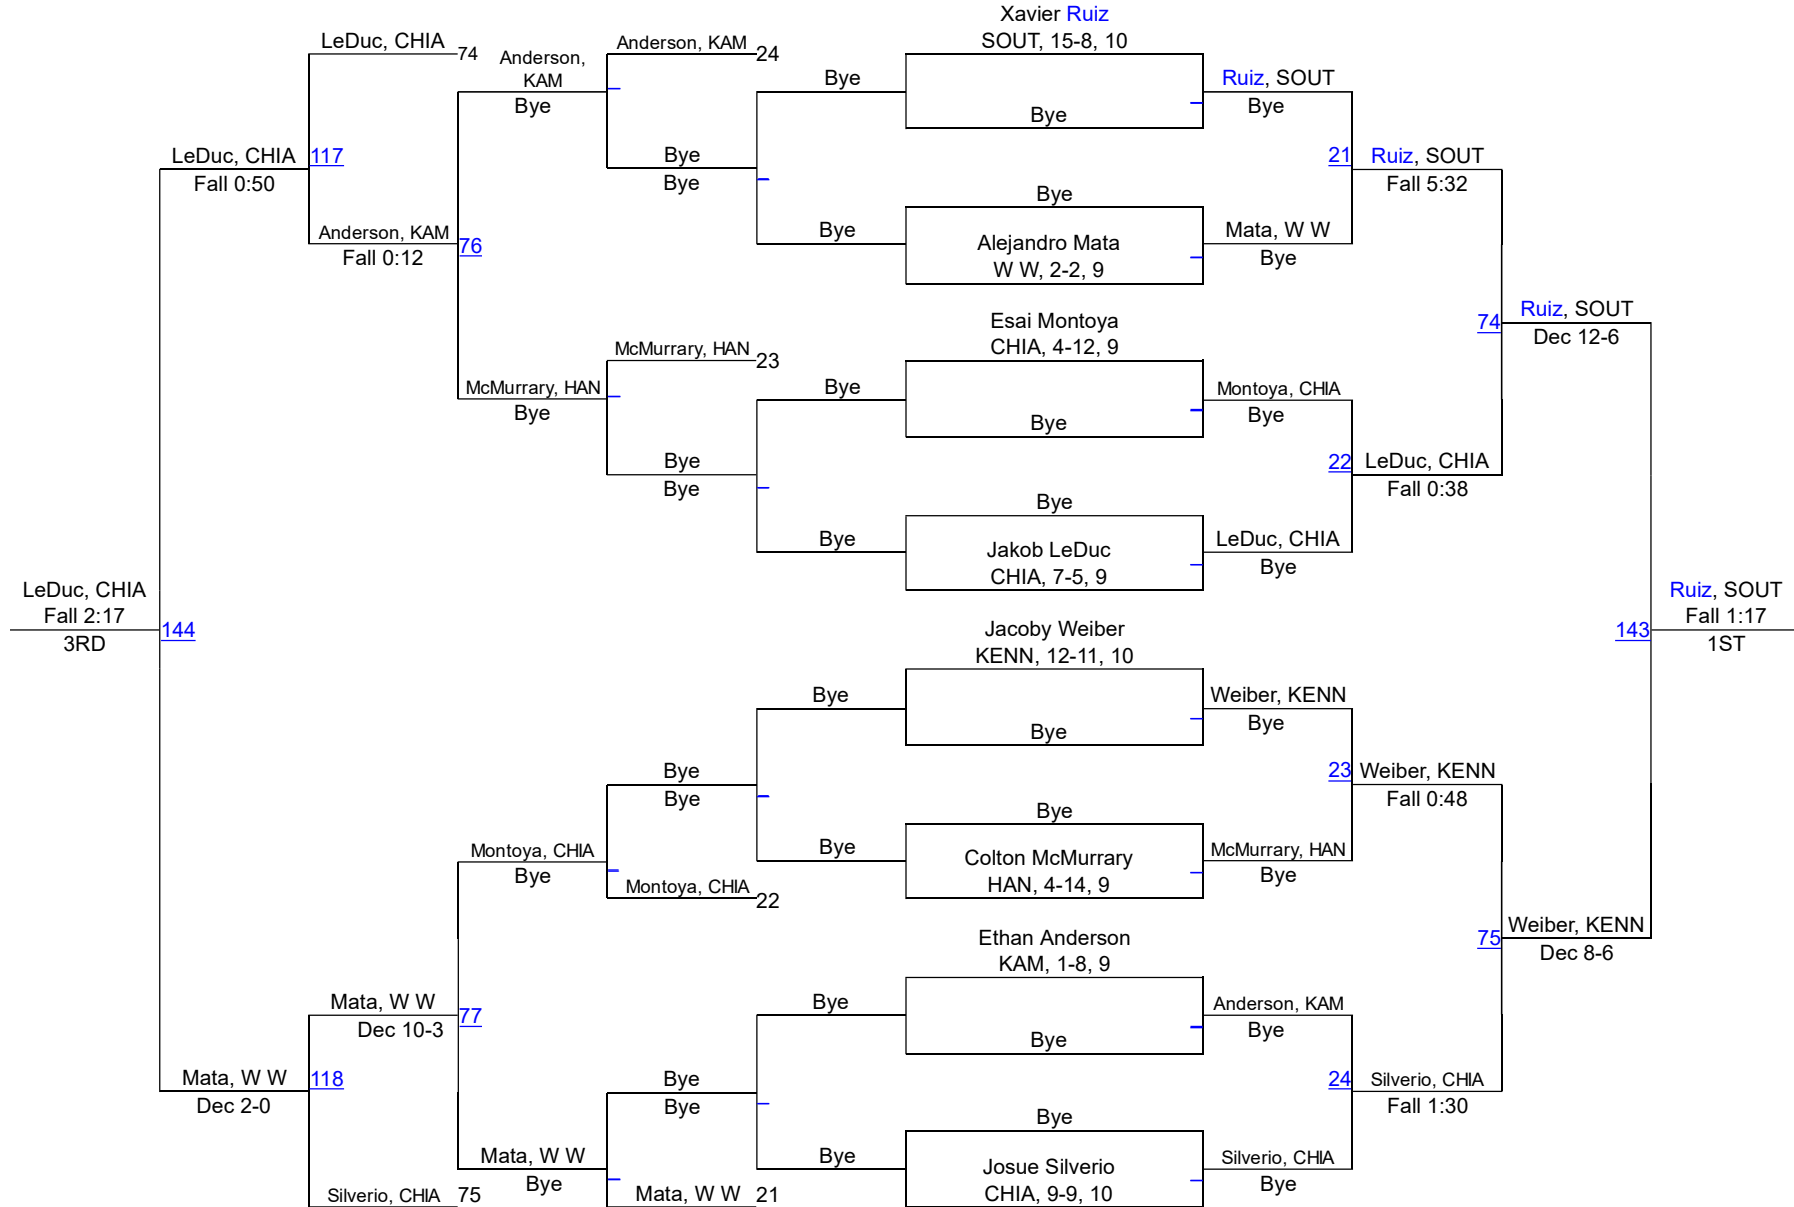 Xavier Ruiz
SOUT, 15-8, 10
LeDuc, CHIA
74
Anderson,
KAM
Bye
Anderson, KAM
24
Bye
Bye
Ruiz, SOUT
Bye
LeDuc, CHIA
Fall 0:50
117
Bye
Bye
21
Ruiz, SOUT
Fall 5:32
Anderson, KAM
Fall 0:12
76
Bye
Bye
Alejandro Mata
W W, 2-2, 9
Mata, W W
Bye
Esai Montoya
CHIA, 4-12, 9
74
Ruiz, SOUT
Dec 12-6
McMurrary, HAN
23
McMurrary, HAN
Bye
Bye
Bye
Montoya, CHIA
Bye
Bye
Bye
22
LeDuc, CHIA
Fall 0:38
Bye
Bye
Jakob LeDuc
CHIA, 7-5, 9
LeDuc, CHIA
Bye
LeDuc, CHIA
Fall 2:17
3RD
144
143
Ruiz, SOUT
Fall 1:17
1ST
Jacoby Weiber
KENN, 12-11, 10
Bye
Bye
Weiber, KENN
Bye
Bye
Bye
23
Weiber, KENN
Fall 0:48
Montoya, CHIA
Bye
Bye
Bye
Colton McMurrary
HAN, 4-14, 9
McMurrary, HAN
Bye
Montoya, CHIA
22
Ethan Anderson
KAM, 1-8, 9
75
Weiber, KENN
Dec 8-6
Mata, W W
Dec 10-3
77
Bye
Bye
Anderson, KAM
Bye
Mata, W W
Dec 2-0
118
Bye
Bye
24
Silverio, CHIA
Fall 1:30
Mata, W W
Bye
Bye
Bye
Josue Silverio
CHIA, 9-9, 10
Silverio, CHIA
Bye
Silverio, CHIA
75
Mata, W W
21